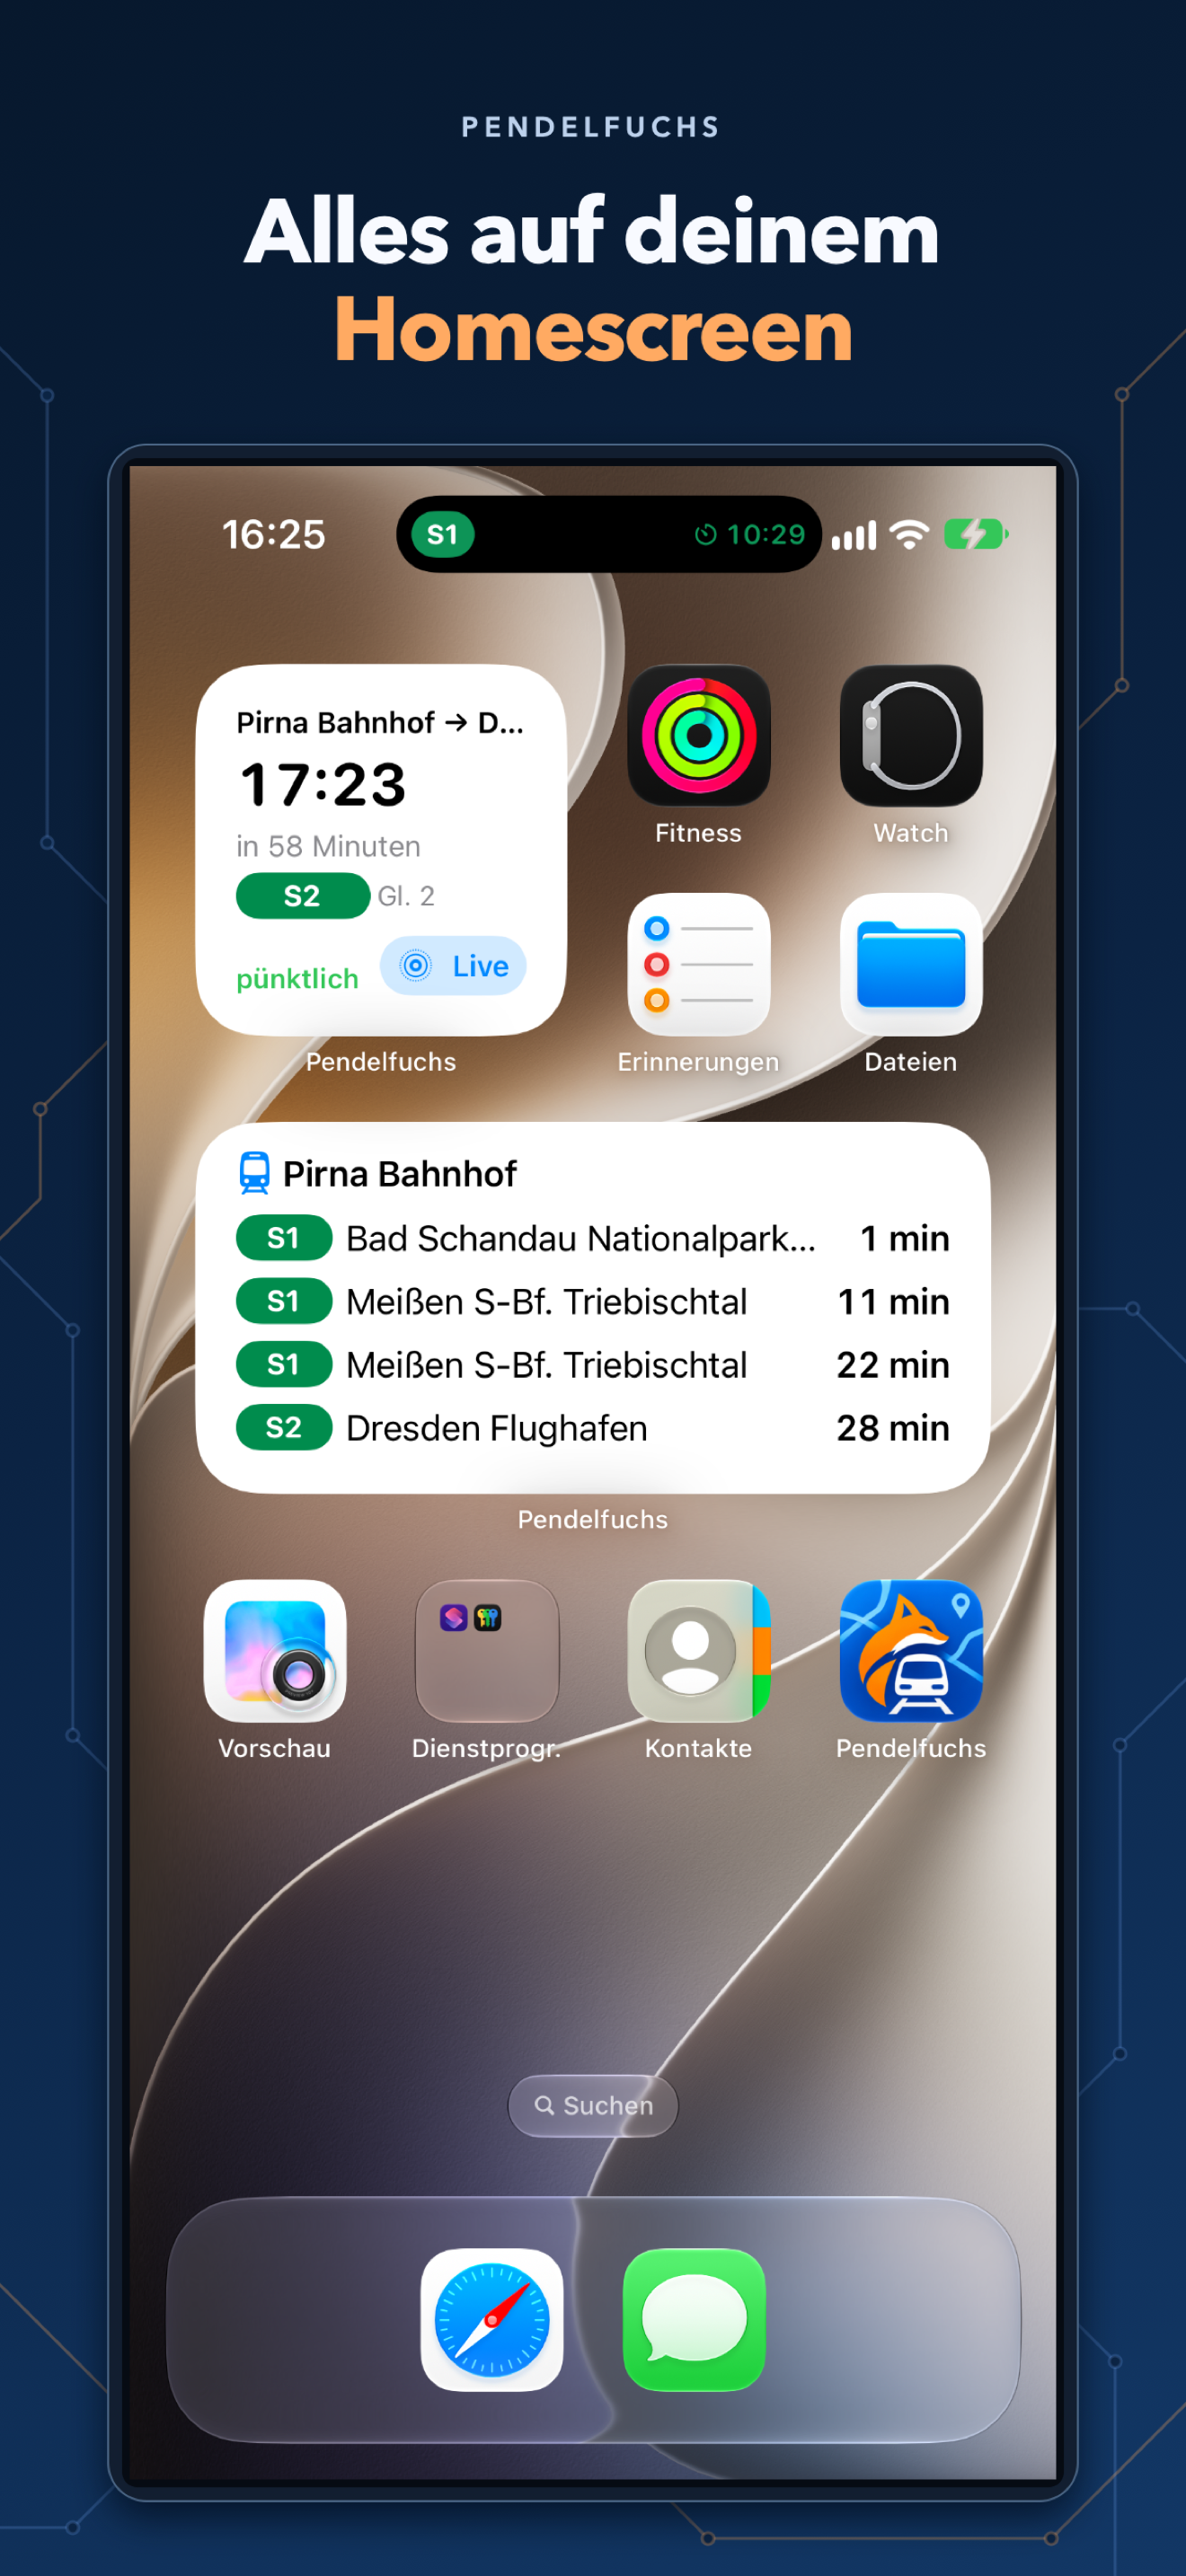 PENDELFUCHS
Alles auf deinem
Homescreen
16:25
S1
10:29
Pirna Bahnhof → D...
17:23
in 58 Minuten
S2 Gl. 2
pünktlich
Live
Pendelfuchs
Fitness
Watch
Erinnerungen
Dateien
Pirna Bahnhof
S1 Bad Schandau Nationalpark... 1 min
S1 Meißen S-Bf. Triebischtal 11 min
S1 Meißen S-Bf. Triebischtal 22 min
S2 Dresden Flughafen 28 min
Pendelfuchs
Vorschau
Dienstprogr.
Kontakte
Pendelfuchs
Suchen